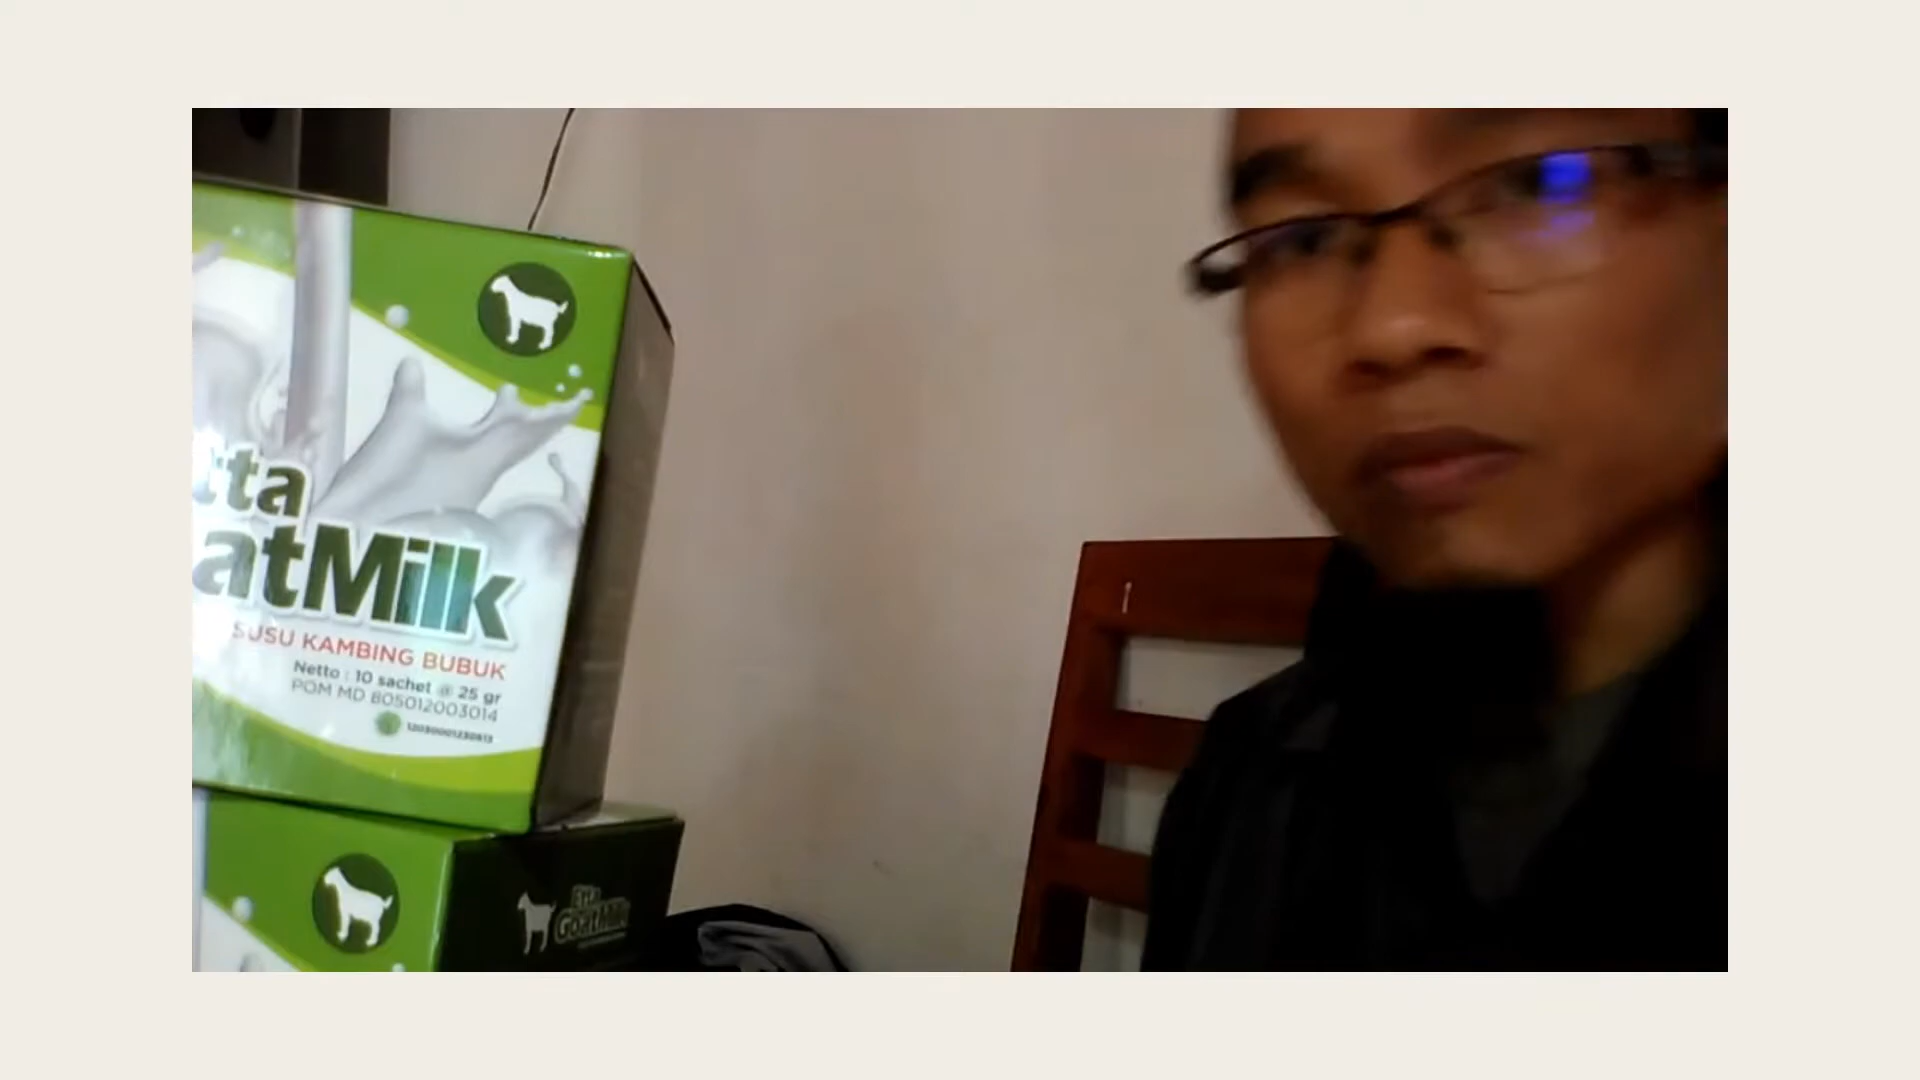 tta
atMilk
SUSU KAMBING BUBUK
Netto : 10 sachet @ 25 gr
POM MD 805012003014
Etta
GoatMilk